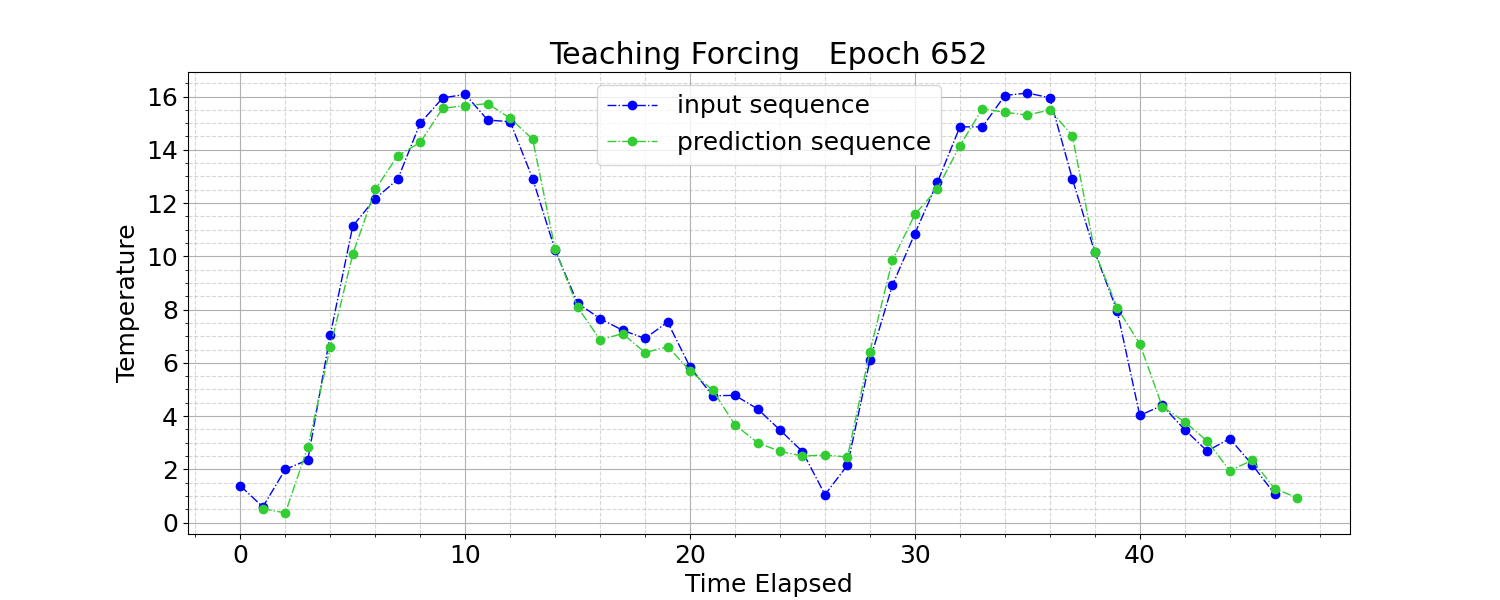 Teaching Forcing   Epoch 652
input sequence
prediction sequence
Temperature
16
14
12
10
8
6
4
2
0
0 10 20 30 40
Time Elapsed